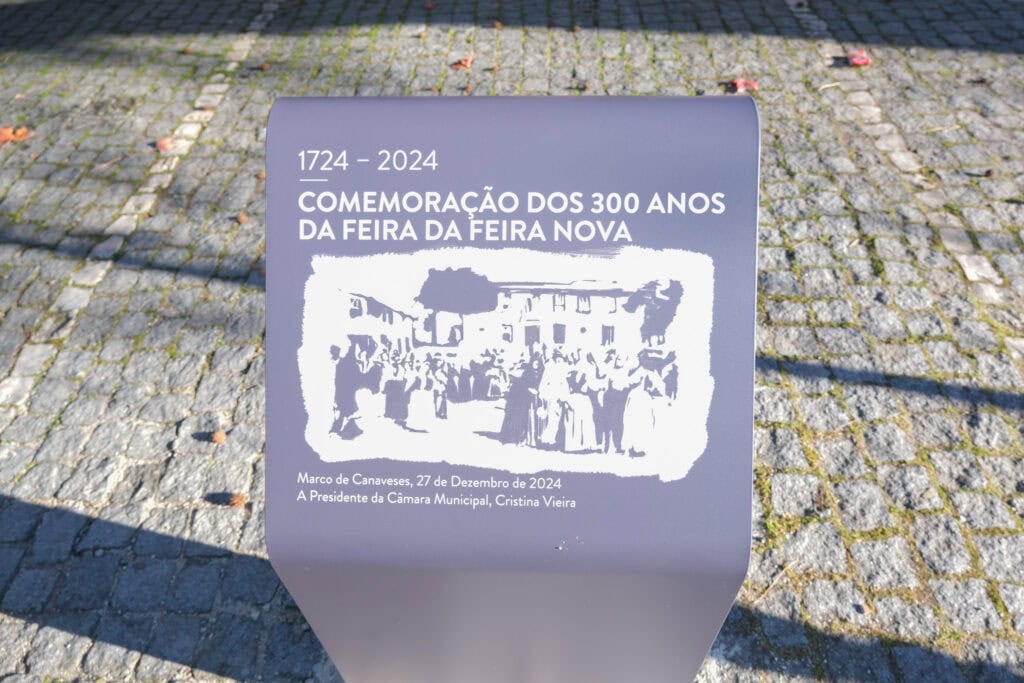 1724 – 2024
COMEMORAÇÃO DOS 300 ANOS
DA FEIRA DA FEIRA NOVA
Marco de Canaveses, 27 de Dezembro de 2024
A Presidente da Câmara Municipal, Cristina Vieira